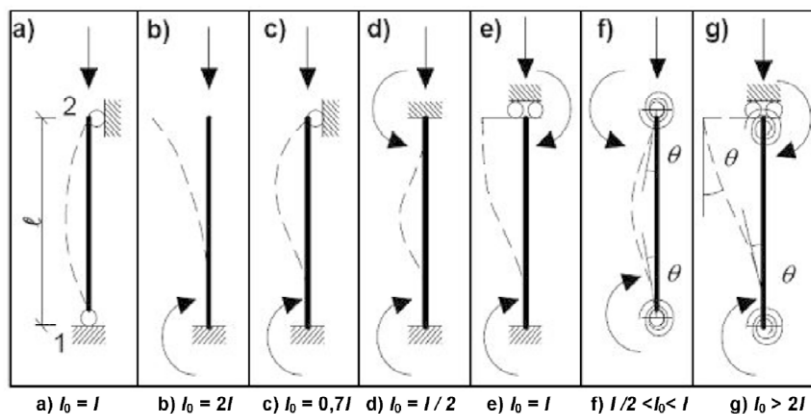 a) b) c) d) e) f) g)
2
ℓ
θ θ
θ θ
1
a) l₀ = l b) l₀ = 2l c) l₀ = 0,7l d) l₀ = l / 2 e) l₀ = l f) l /2 <l₀< l g) l₀ > 2l